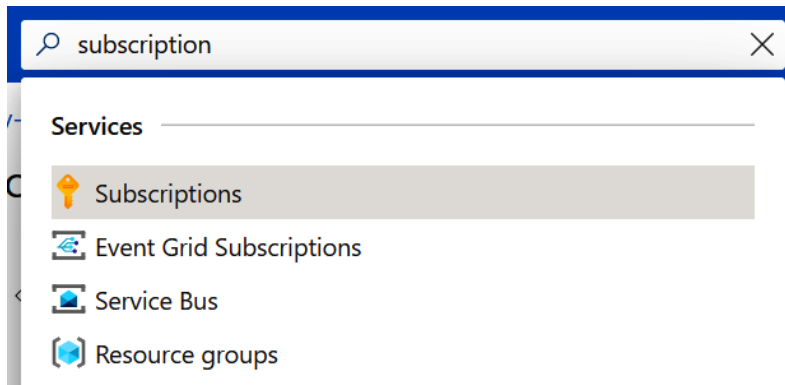 subscription
Services
Subscriptions
Event Grid Subscriptions
Service Bus
Resource groups